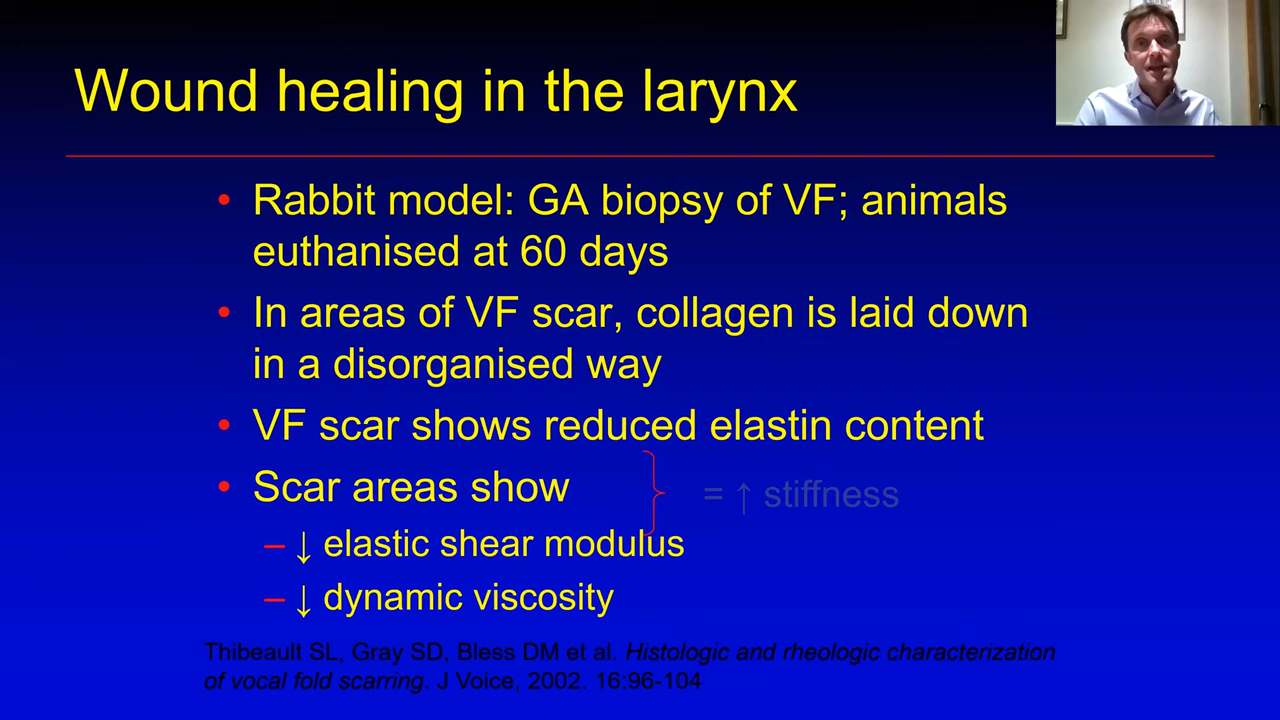 Wound healing in the larynx
• Rabbit model: GA biopsy of VF; animals
euthanised at 60 days
• In areas of VF scar, collagen is laid down
in a disorganised way
• VF scar shows reduced elastin content
• Scar areas show
= ↑ stiffness
– ↓ elastic shear modulus
– ↓ dynamic viscosity
Thibeault SL, Gray SD, Bless DM et al. Histologic and rheologic characterization
of vocal fold scarring. J Voice, 2002. 16:96-104